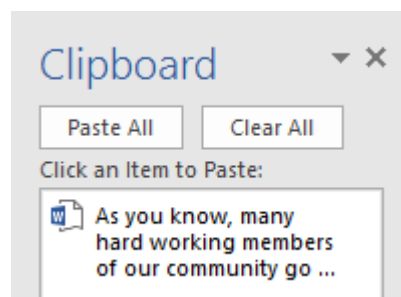 Clipboard
Paste All Clear All
Click an Item to Paste:
As you know, many
hard working members
of our community go ...